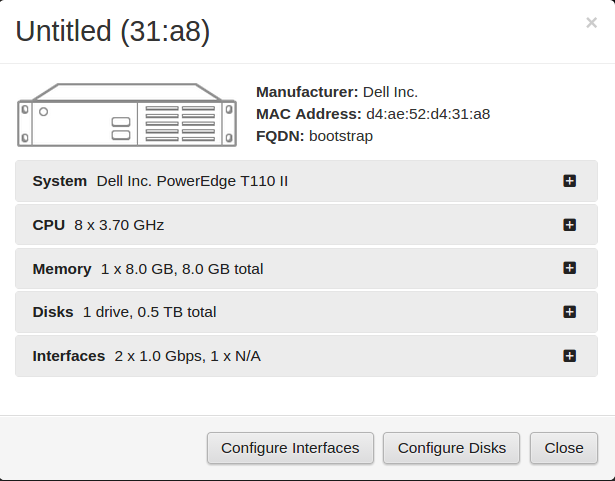 Untitled (31:a8)
×
Manufacturer: Dell Inc.
MAC Address: d4:ae:52:d4:31:a8
FQDN: bootstrap
System Dell Inc. PowerEdge T110 II
CPU 8 x 3.70 GHz
Memory 1 x 8.0 GB, 8.0 GB total
Disks 1 drive, 0.5 TB total
Interfaces 2 x 1.0 Gbps, 1 x N/A
Configure Interfaces Configure Disks Close